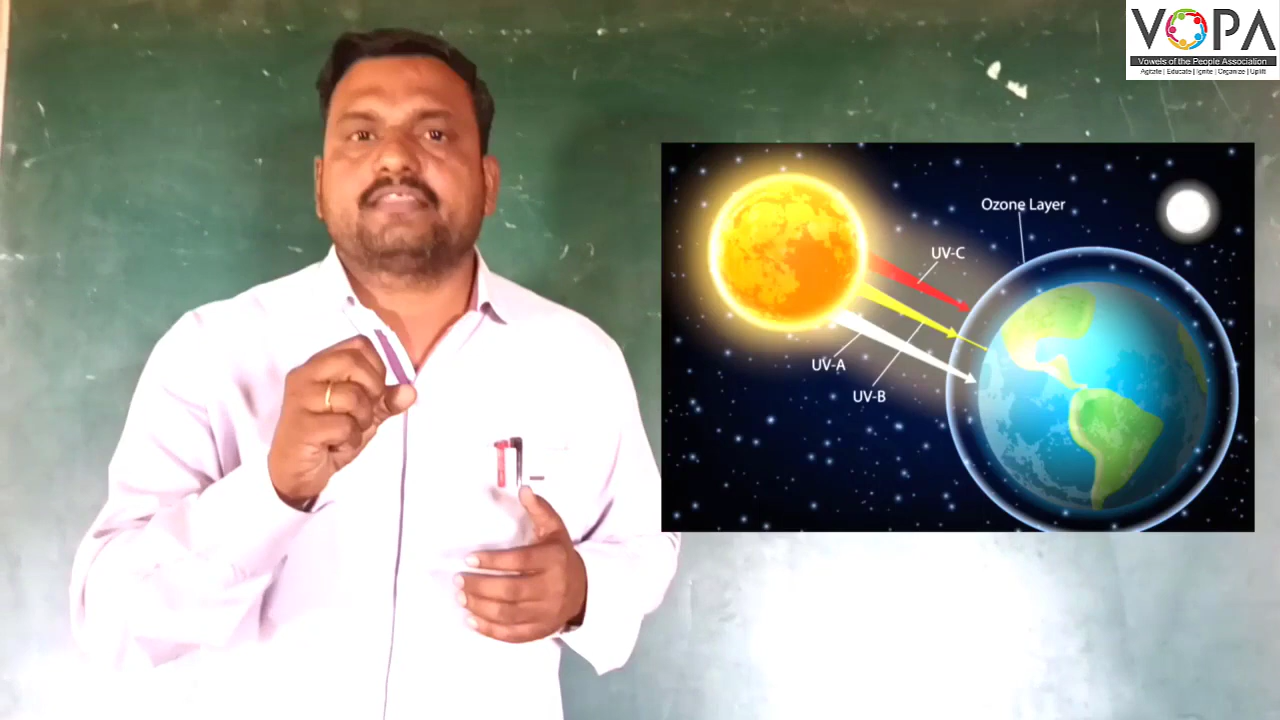 VOPA
Vowels of the People Association
Agitate | Educate | Ignite | Organize | Uplift
Ozone Layer
UV-C
UV-A
UV-B